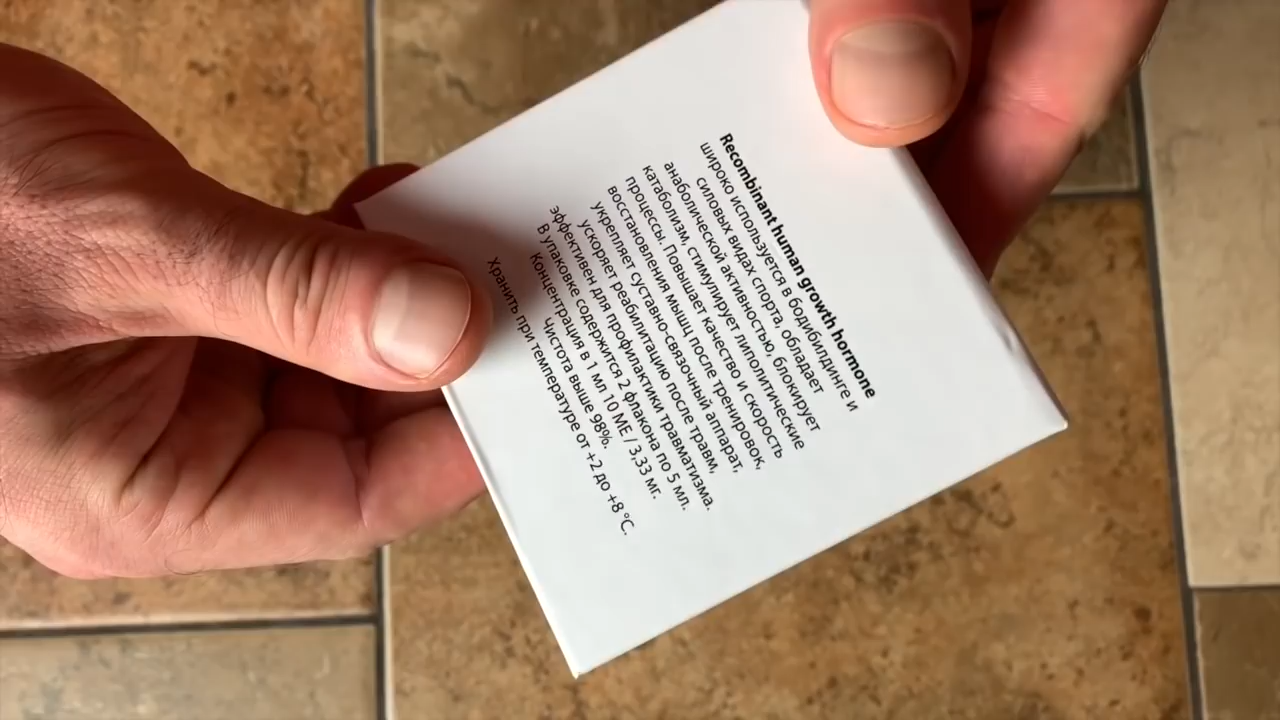 Recombinant human growth hormone
широко используется в бодибилдинге и
силовых видах спорта, обладает
анаболической активностью, блокирует
катаболизм, стимулирует липолитические
процессы. Повышает качество и скорость
восстановления мышц после тренировок,
укрепляет суставно-связочный аппарат,
ускоряет реабилитацию после травм,
эффективен для профилактики травматизма.
В упаковке содержится 2 флакона по 5 мл.
Концентрация в 1 мл 10 МЕ / 3,33 мг.
Чистота выше 98%.
Хранить при температуре от +2 до +8 °С.